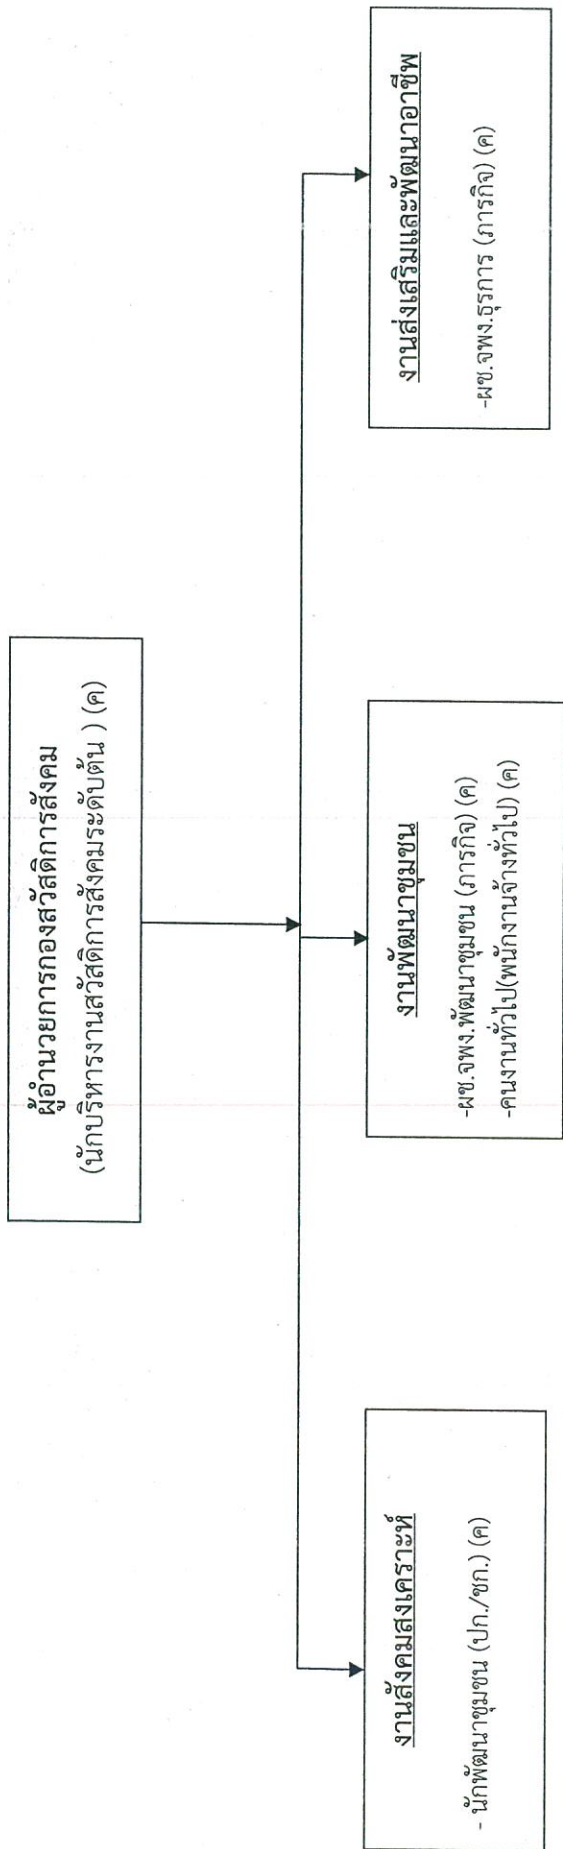 ผู้อำนวยการกองสวัสดิการสังคม
(นักบริหารงานสวัสดิการสังคมระดับต้น ) (ค)
งานสังคมสงเคราะห์
- นักพัฒนาชุมชน (ปก./ชก.) (ค)
งานพัฒนาชุมชน
-ผช.จพง.พัฒนาชุมชน (ภารกิจ) (ค)
-คนงานทั่วไป(พนักงานจ้างทั่วไป) (ค)
งานส่งเสริมและพัฒนาอาชีพ
-ผช.จพง.ธุรการ (ภารกิจ) (ค)